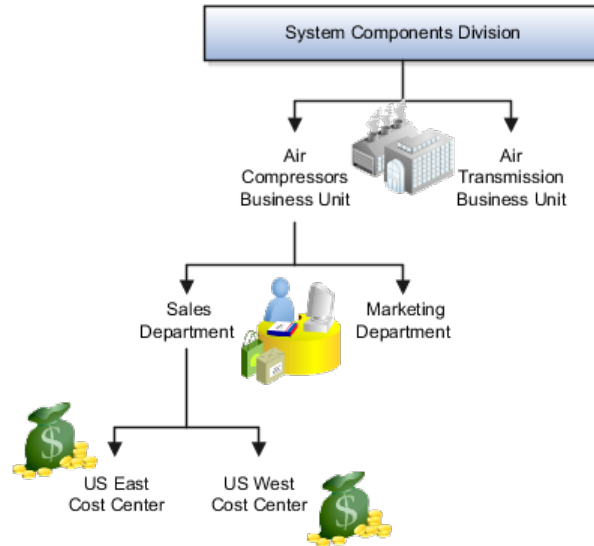 System Components Division
Air
Compressors
Business Unit
Air
Transmission
Business Unit
Sales
Department
Marketing
Department
US East
Cost Center
US West
Cost Center
$
$